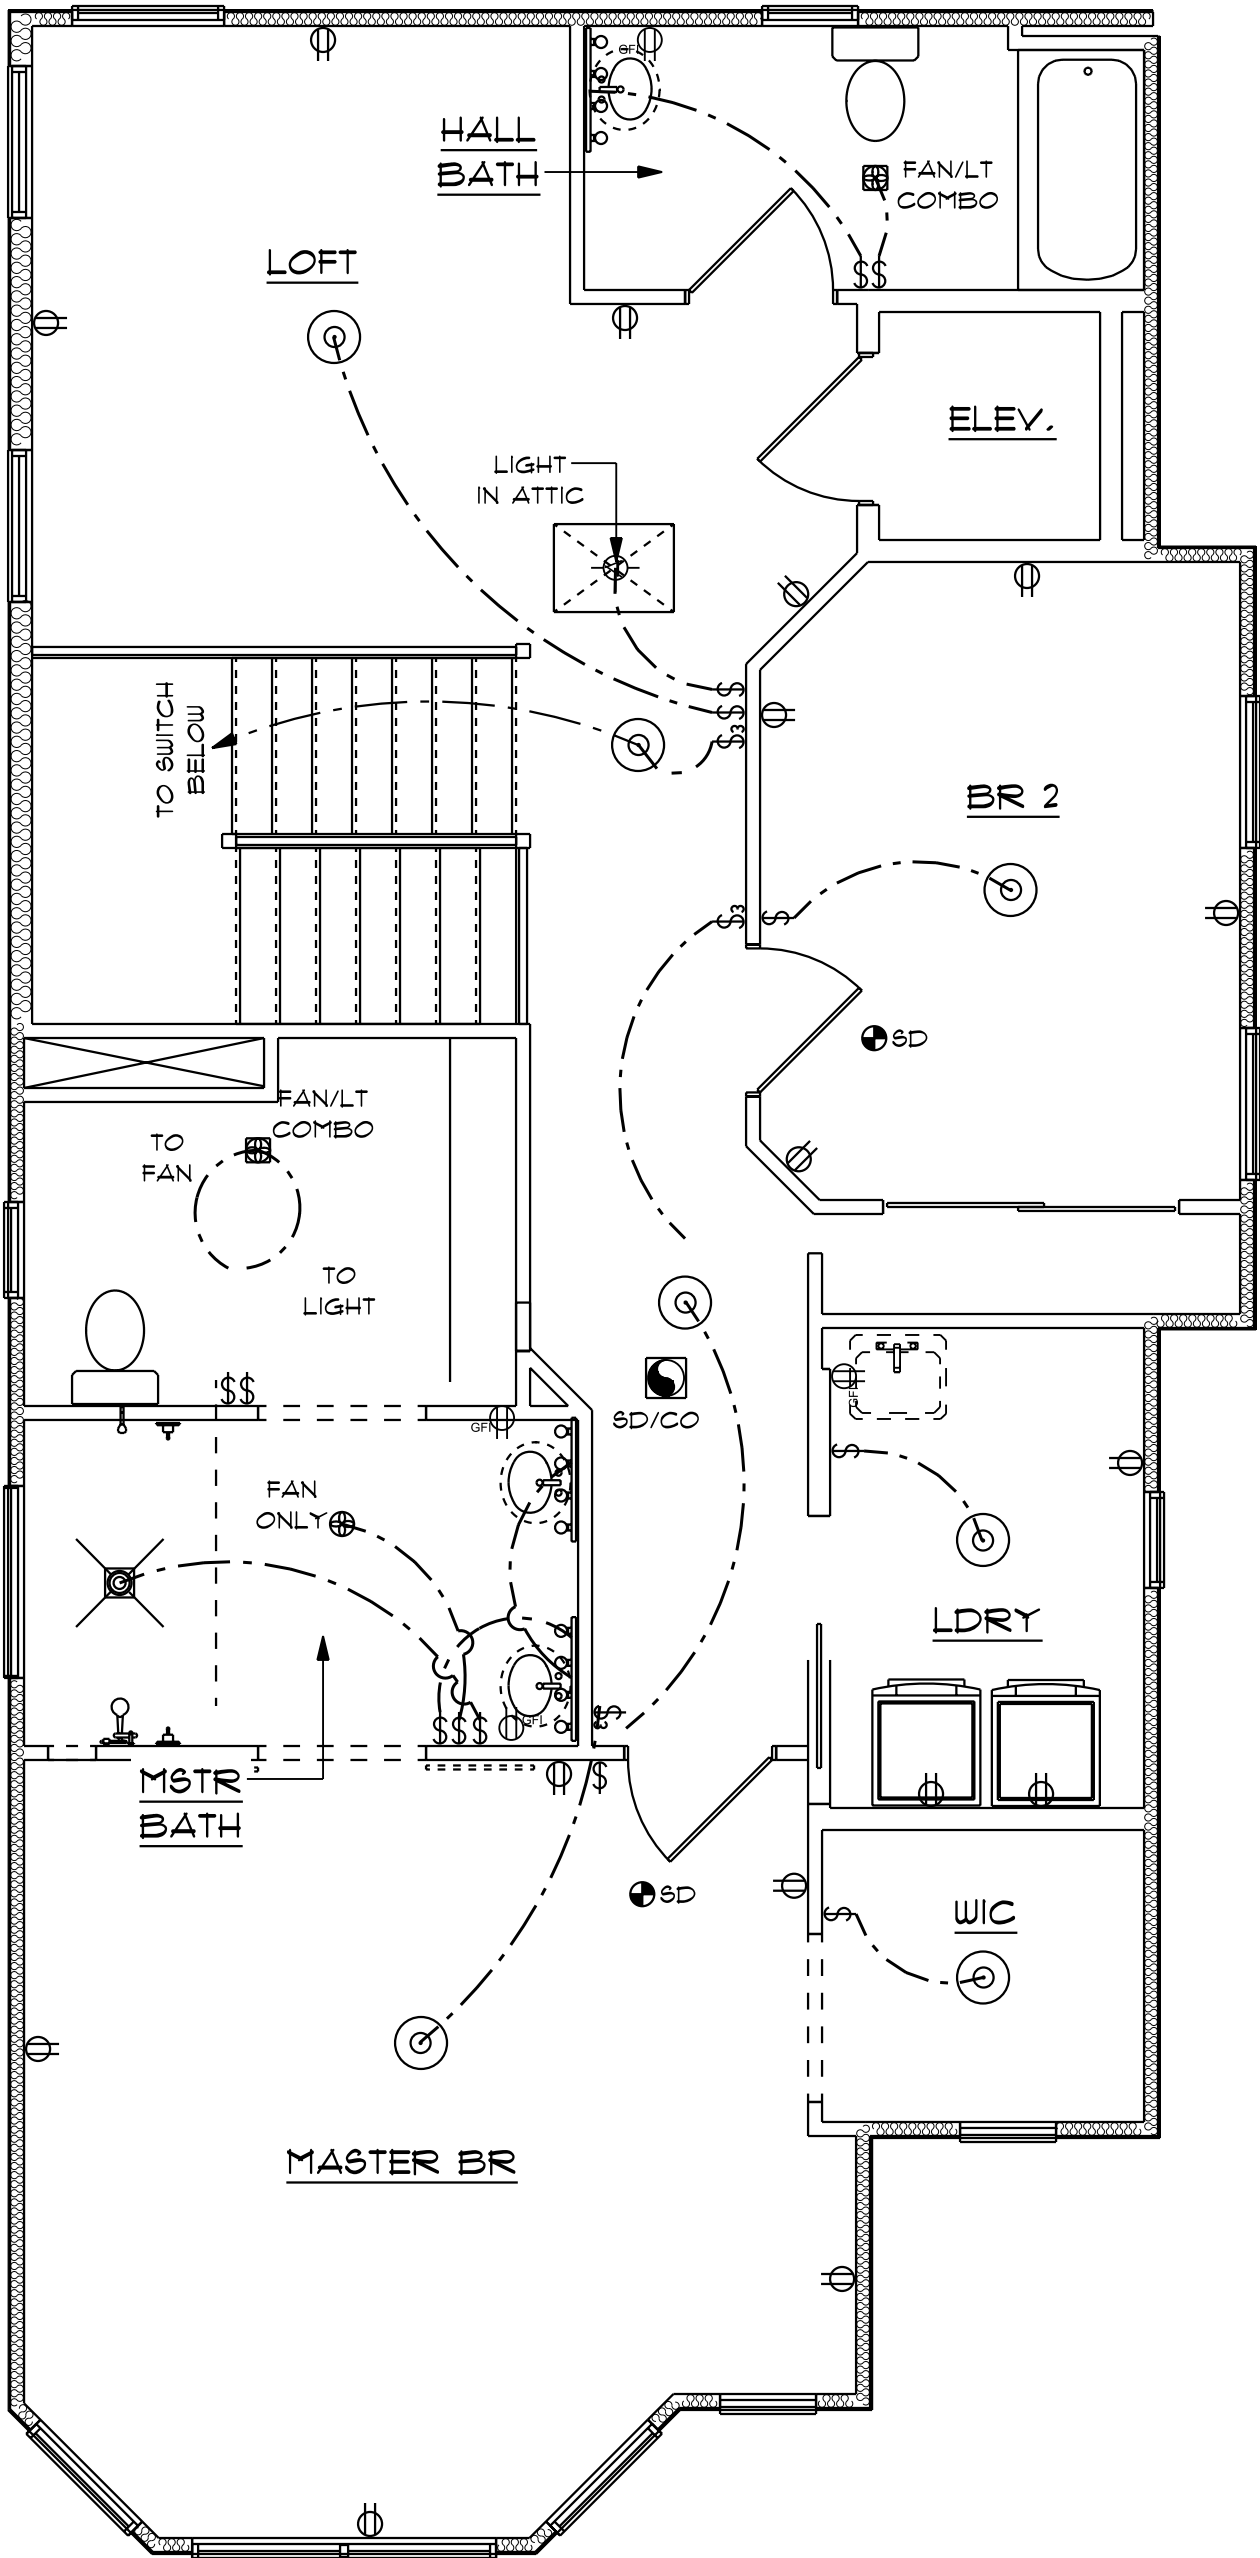 GFI
HALL
BATH
FAN/LT
COMBO
$$
LOFT
ELEV.
LIGHT
IN ATTIC
$
$
$3
TO SWITCH
BELOW
BR 2
$3
$
SD
FAN/LT
COMBO
TO
FAN
TO
LIGHT
$$
SD/CO
GFI
GFI
$
FAN
ONLY
LDRY
$$$
GFI
$3
$
MSTR
BATH
SD
$
WIC
MASTER BR